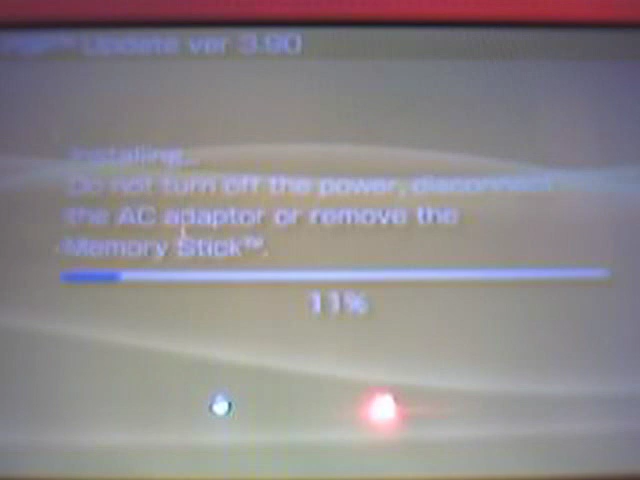 PSP™ Update ver 3.90
Installing...
Do not turn off the power, disconnect
the AC adaptor or remove the
Memory Stick™.
11%